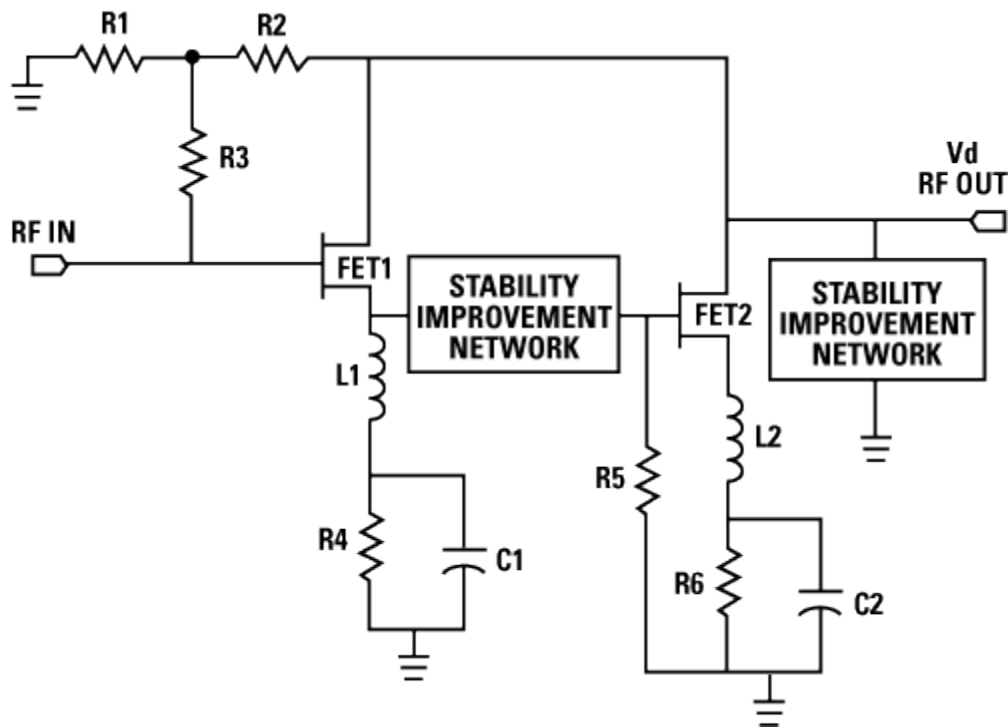 R1
R2
R3
Vd
RF OUT
RF IN
FET1
STABILITY
IMPROVEMENT
NETWORK
FET2
STABILITY
IMPROVEMENT
NETWORK
L1
L2
R5
R4
C1
R6
C2